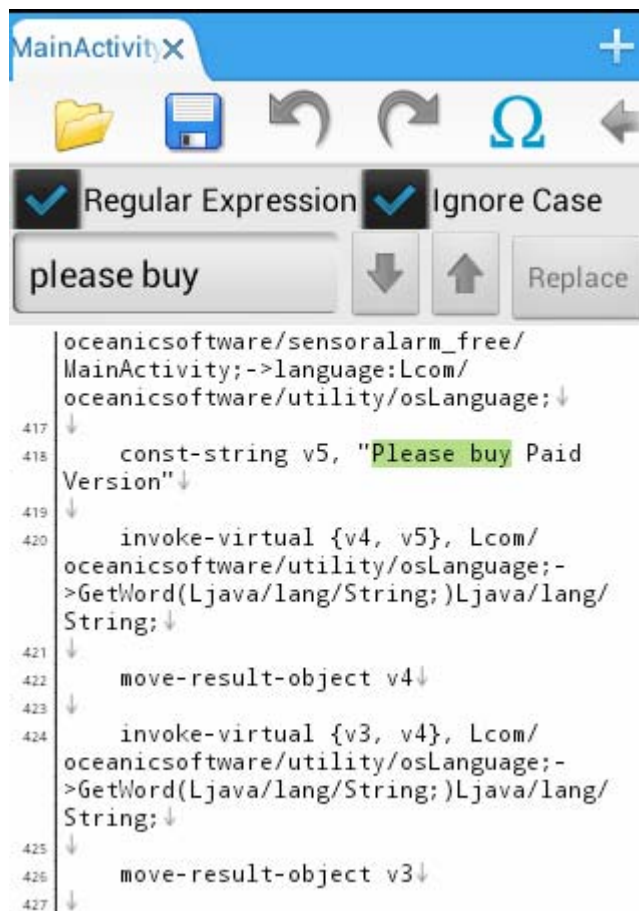 MainActivity
Regular Expression Ignore Case
please buy Replace
oceanicsoftware/sensoralarm_free/
MainActivity;->language:Lcom/
oceanicsoftware/utility/osLanguage;↓
417 ↓
418 const-string v5, "Please buy Paid
Version"↓
419 ↓
420 invoke-virtual {v4, v5}, Lcom/
oceanicsoftware/utility/osLanguage;-
>GetWord(Ljava/lang/String;)Ljava/lang/
String;↓
421 ↓
422 move-result-object v4↓
423 ↓
424 invoke-virtual {v3, v4}, Lcom/
oceanicsoftware/utility/osLanguage;-
>GetWord(Ljava/lang/String;)Ljava/lang/
String;↓
425 ↓
426 move-result-object v3↓
427 ↓